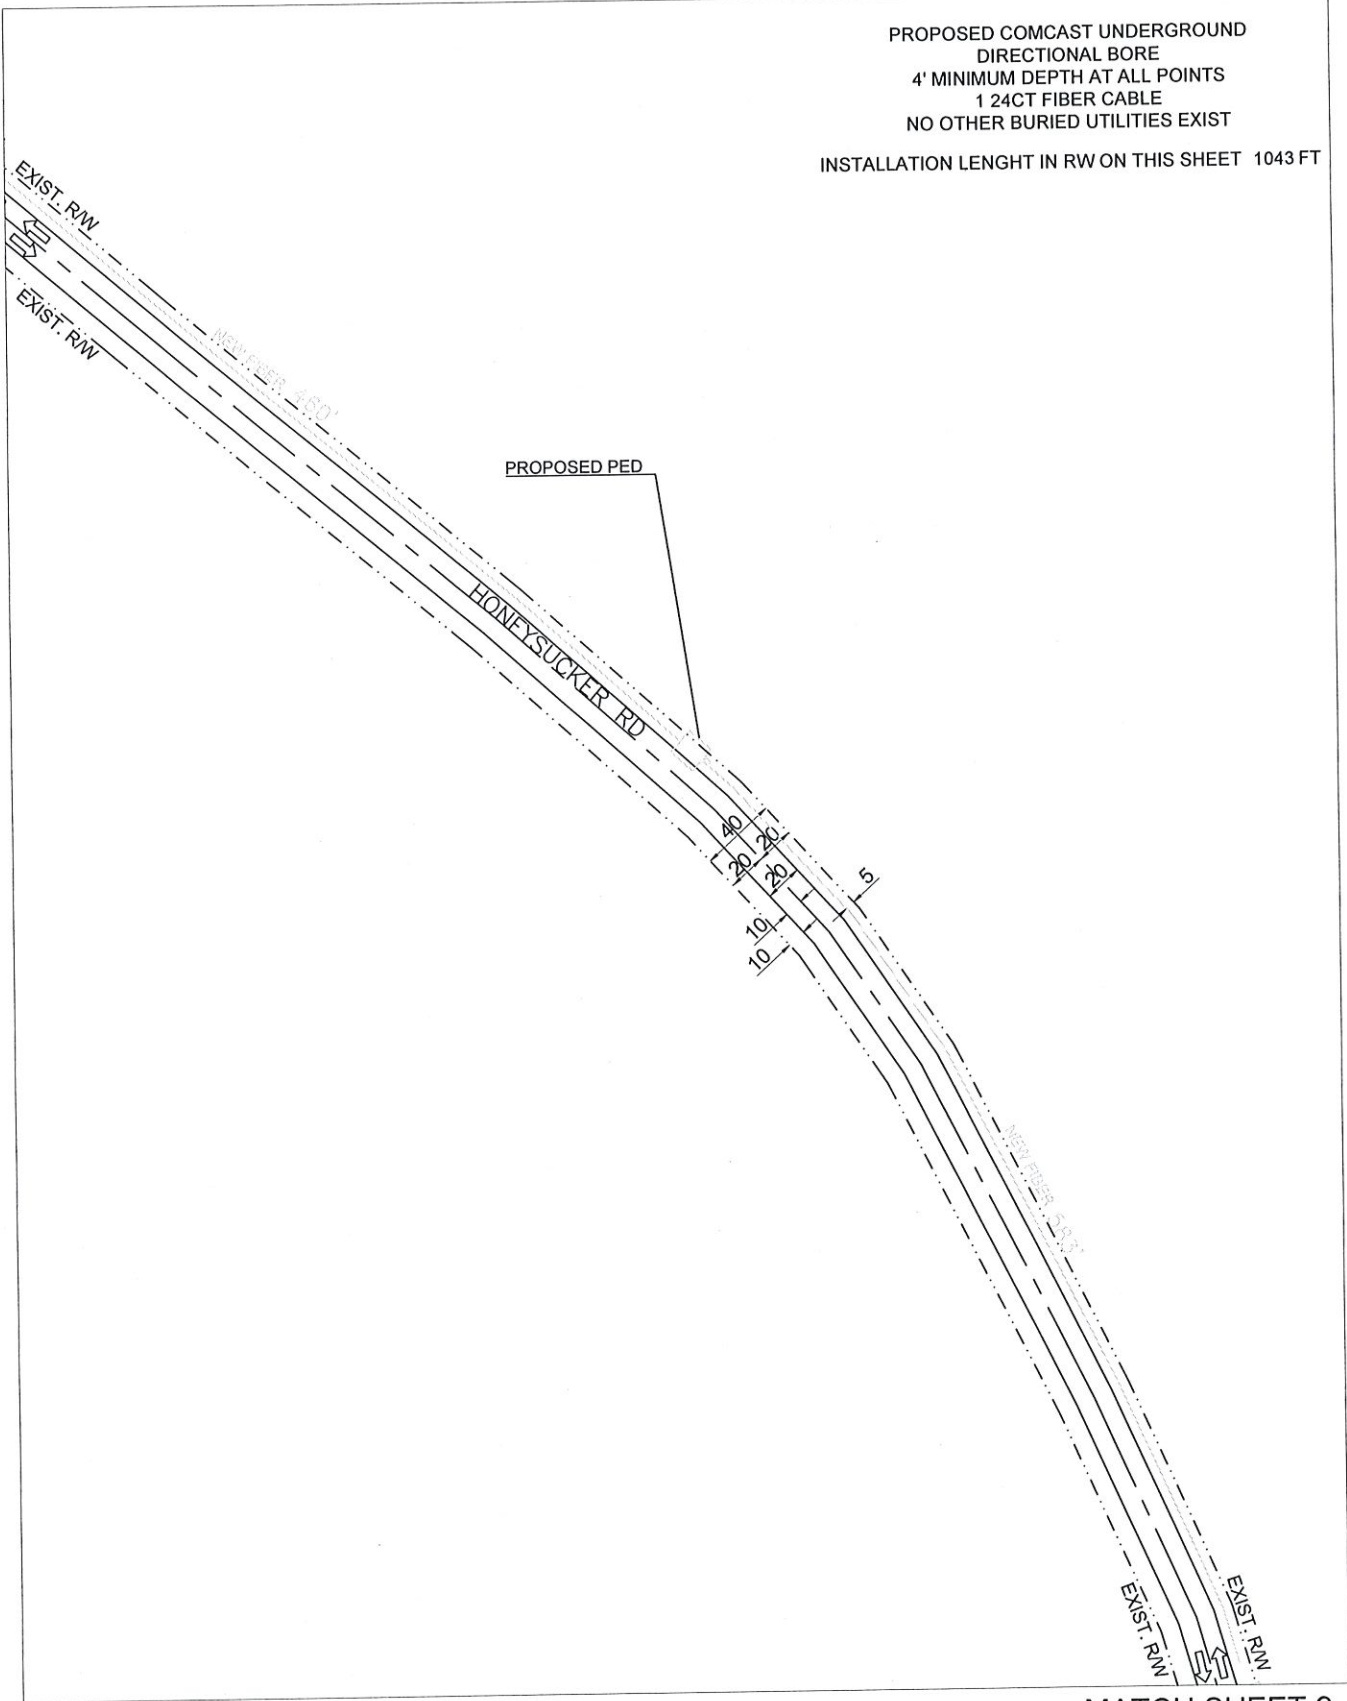 PROPOSED COMCAST UNDERGROUND
DIRECTIONAL BORE
4' MINIMUM DEPTH AT ALL POINTS
1 24CT FIBER CABLE
NO OTHER BURIED UTILITIES EXIST
INSTALLATION LENGHT IN RW ON THIS SHEET 1043 FT
EXIST. R/W
EXIST. R/W
NEW FIBER 460'
PROPOSED PED
HONEYSUCKER RD
40
20
20
20
5
10
10
NEW FIBER 583'
EXIST. R/W
EXIST. R/W